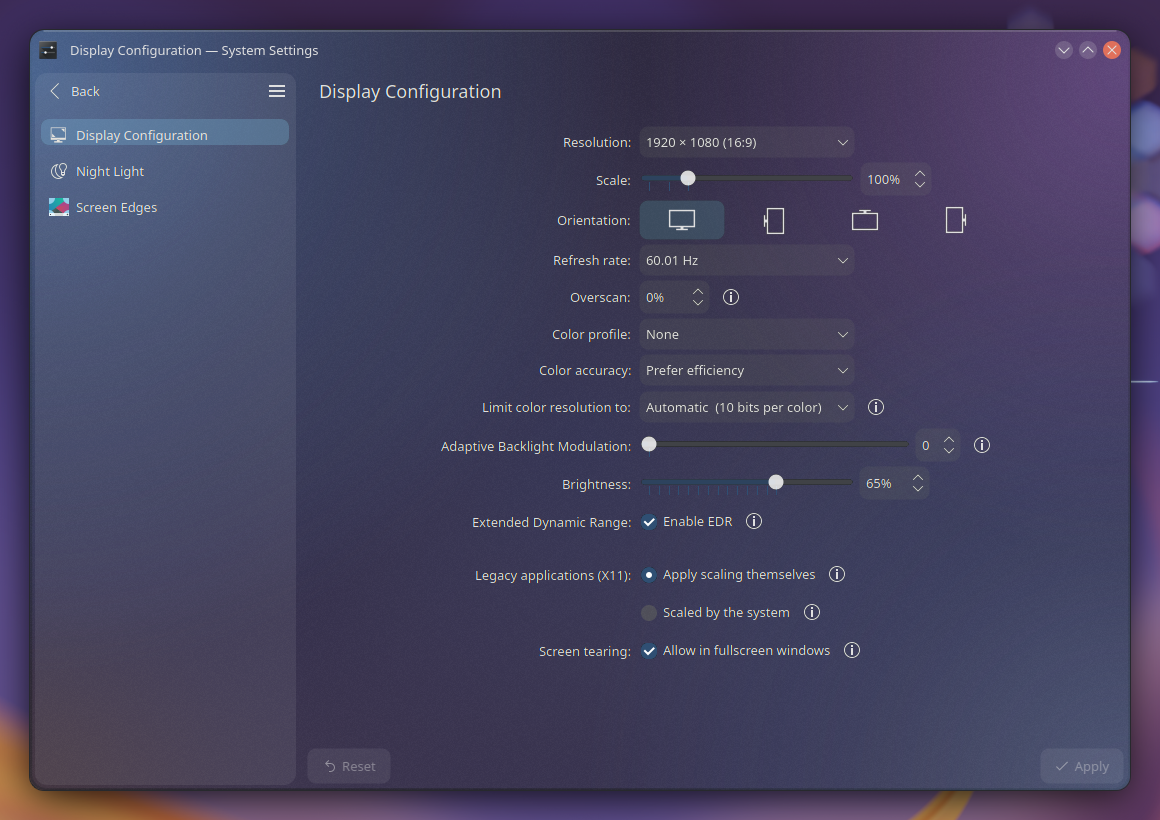 Display Configuration — System Settings
Back
Display Configuration
Display Configuration
Night Light
Screen Edges
Resolution: 1920 × 1080 (16:9)
Scale: 100%
Orientation:
Refresh rate: 60.01 Hz
Overscan: 0%
Color profile: None
Color accuracy: Prefer efficiency
Limit color resolution to: Automatic (10 bits per color)
Adaptive Backlight Modulation: 0
Brightness: 65%
Extended Dynamic Range: Enable EDR
Legacy applications (X11): Apply scaling themselves
Scaled by the system
Screen tearing: Allow in fullscreen windows
Reset
Apply